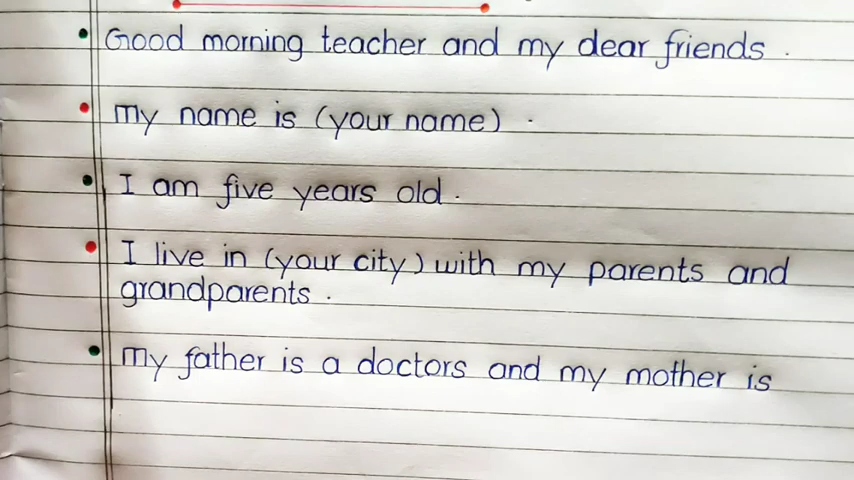 Good morning teacher and my dear friends.
My name is (your name).
I am five years old.
I live in (your city) with my parents and
grandparents.
My father is a doctors and my mother is